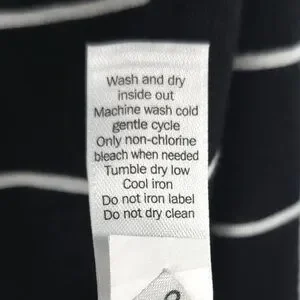 Wash and dry
inside out
Machine wash cold
gentle cycle
Only non-chlorine
bleach when needed
Tumble dry low
Cool iron
Do not iron label
Do not dry clean